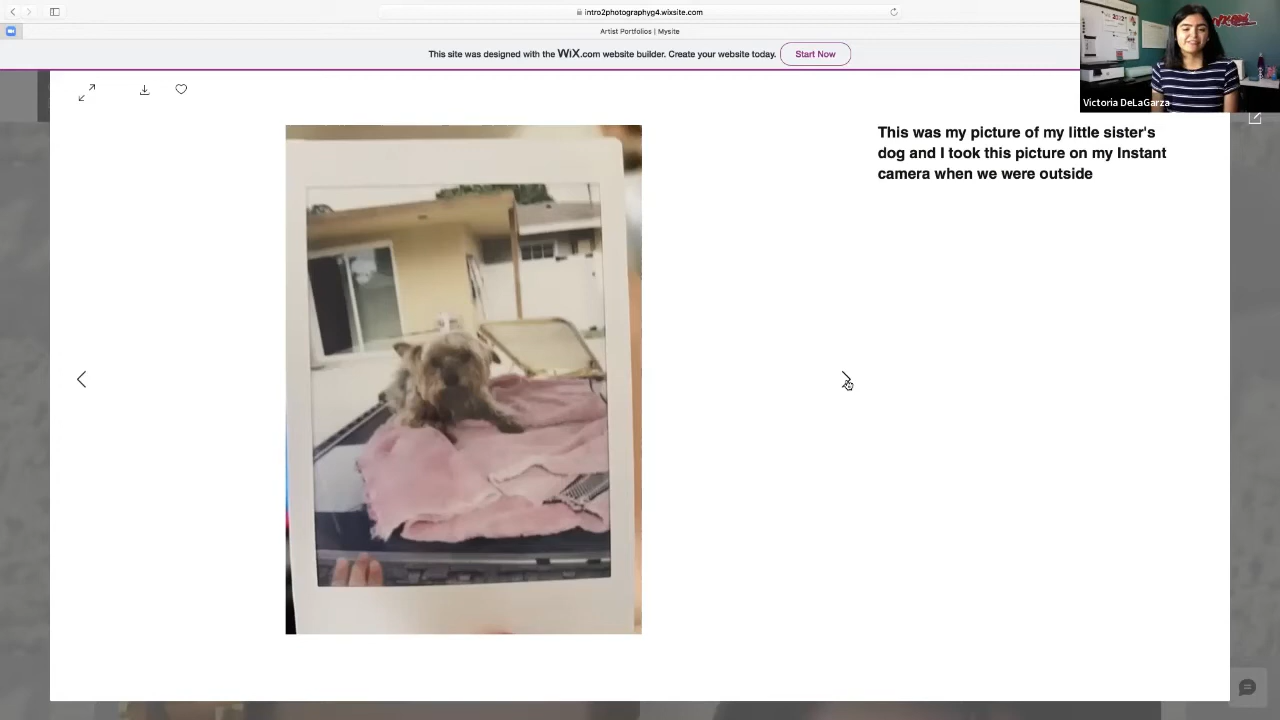 intro2photographyg4.wixsite.com
Artist Portfolios | Mysite
This site was designed with the WiX.com website builder. Create your website today. Start Now
Victoria DeLaGarza
This was my picture of my little sister's
dog and I took this picture on my Instant
camera when we were outside